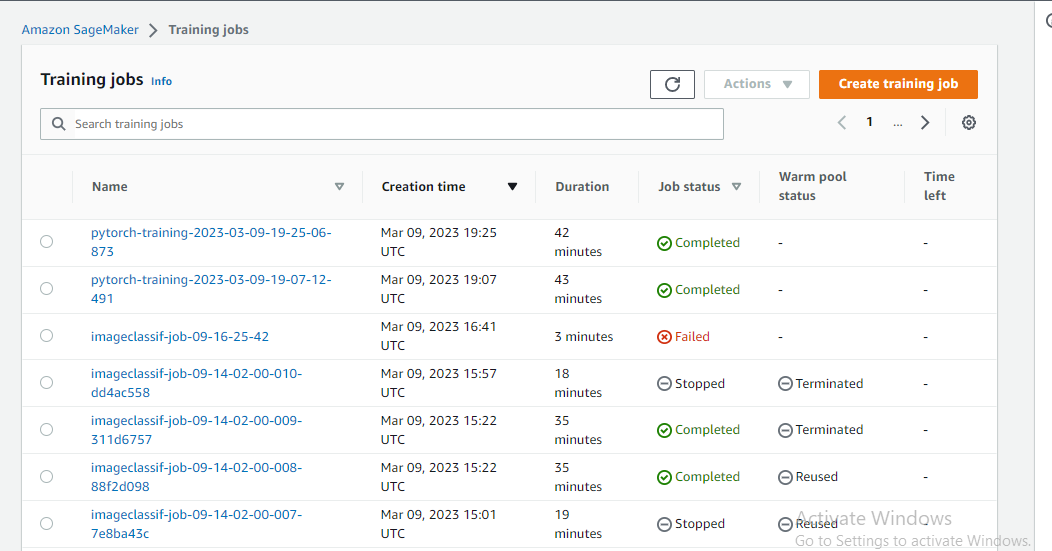 Amazon SageMaker > Training jobs
Training jobs Info
Actions
Create training job
Search training jobs
1 ...
Name
Creation time
Duration
Job status
Warm pool
status
Time
left
pytorch-training-2023-03-09-19-25-06-
873
Mar 09, 2023 19:25
UTC
42
minutes
Completed
-
-
pytorch-training-2023-03-09-19-07-12-
491
Mar 09, 2023 19:07
UTC
43
minutes
Completed
-
-
imageclassif-job-09-16-25-42
Mar 09, 2023 16:41
UTC
3 minutes
Failed
-
-
imageclassif-job-09-14-02-00-010-
dd4ac558
Mar 09, 2023 15:57
UTC
18
minutes
Stopped
Terminated
-
imageclassif-job-09-14-02-00-009-
311d6757
Mar 09, 2023 15:22
UTC
35
minutes
Completed
Terminated
-
imageclassif-job-09-14-02-00-008-
88f2d098
Mar 09, 2023 15:22
UTC
35
minutes
Completed
Reused
-
imageclassif-job-09-14-02-00-007-
7e8ba43c
Mar 09, 2023 15:01
UTC
19
minutes
Stopped
Reused
Activate Windows
Go to Settings to activate Windows.